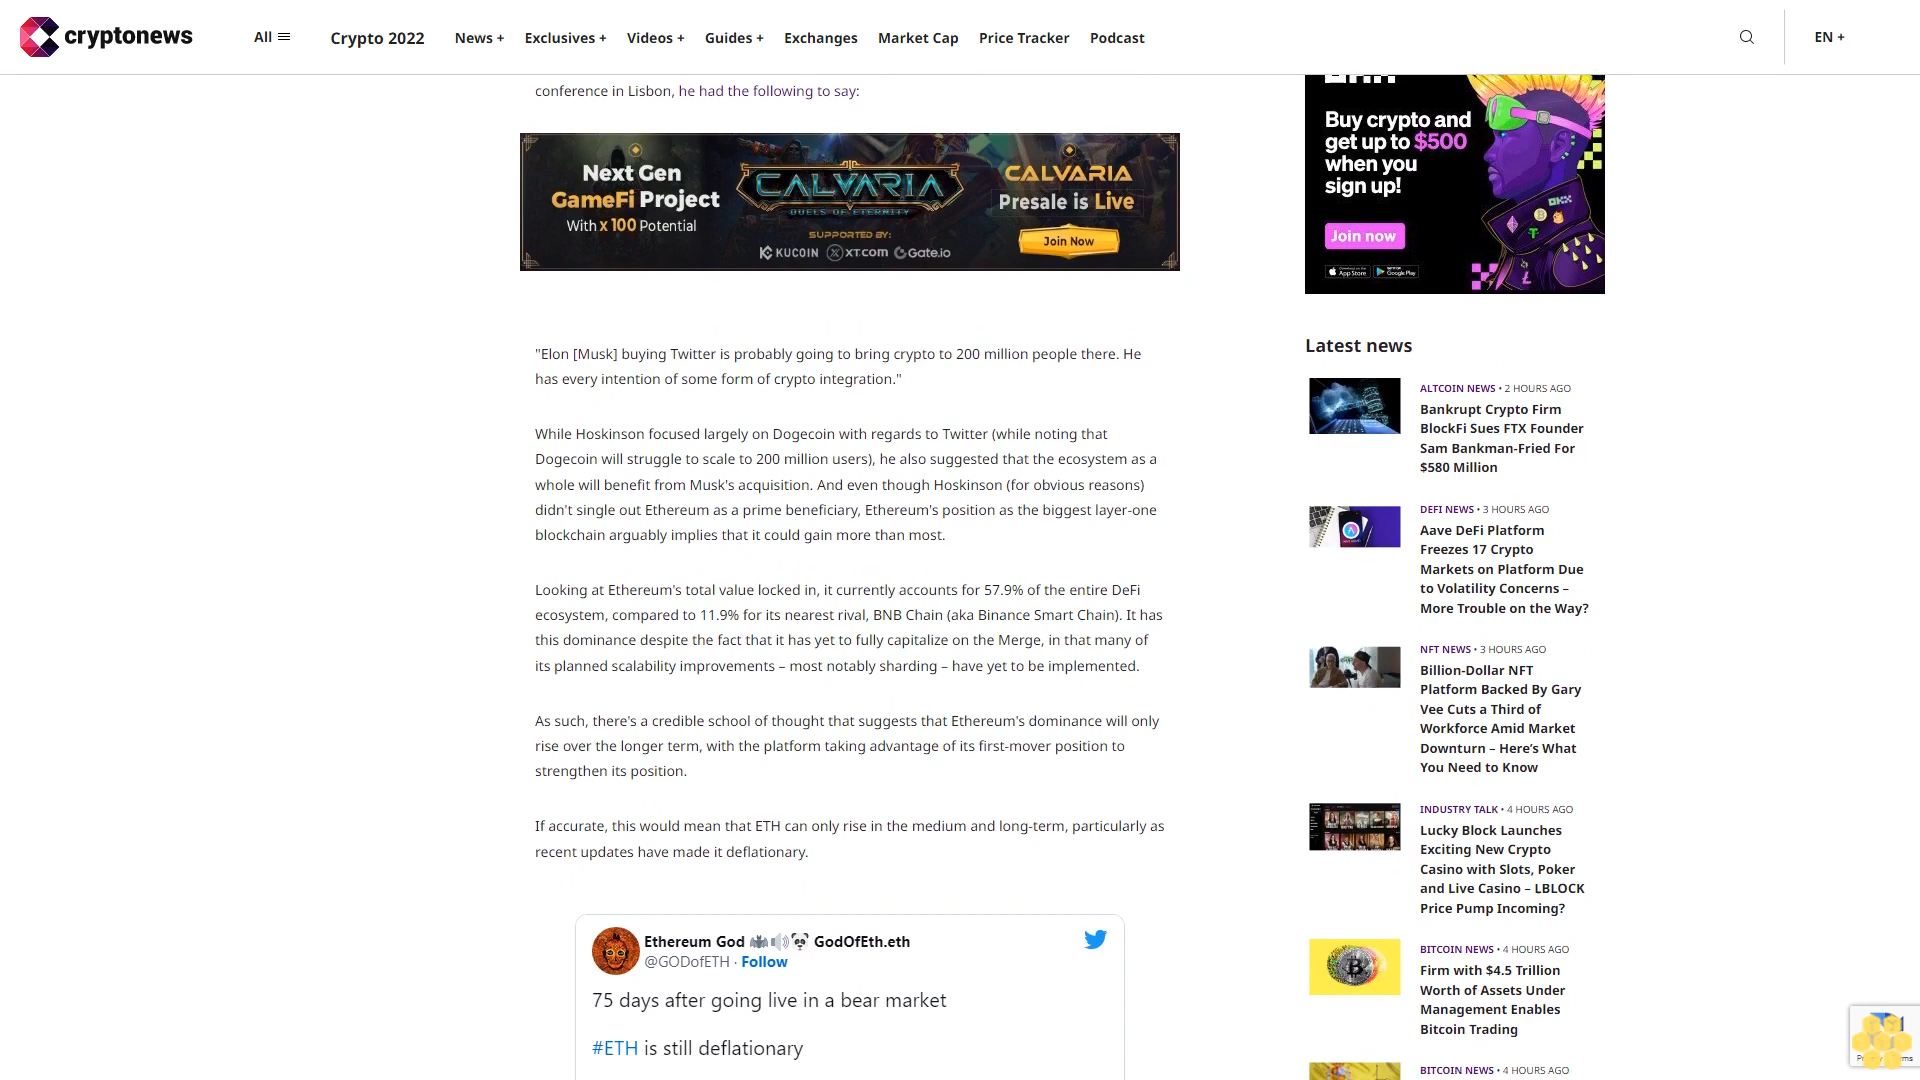 cryptonews
All
Crypto 2022
News +
Exclusives +
Videos +
Guides +
Exchanges
Market Cap
Price Tracker
Podcast
EN +
conference in Lisbon, he had the following to say:
Next Gen
GameFi Project
With x 100 Potential
CALVARIA
DUELS OF ETERNITY
SUPPORTED BY:
KUCOIN XT.COM Gate.io
CALVARIA
Presale is Live
Join Now
"Elon [Musk] buying Twitter is probably going to bring crypto to 200 million people there. He
has every intention of some form of crypto integration."
While Hoskinson focused largely on Dogecoin with regards to Twitter (while noting that
Dogecoin will struggle to scale to 200 million users), he also suggested that the ecosystem as a
whole will benefit from Musk's acquisition. And even though Hoskinson (for obvious reasons)
didn't single out Ethereum as a prime beneficiary, Ethereum's position as the biggest layer-one
blockchain arguably implies that it could gain more than most.
Looking at Ethereum's total value locked in, it currently accounts for 57.9% of the entire DeFi
ecosystem, compared to 11.9% for its nearest rival, BNB Chain (aka Binance Smart Chain). It has
this dominance despite the fact that it has yet to fully capitalize on the Merge, in that many of
its planned scalability improvements – most notably sharding – have yet to be implemented.
As such, there's a credible school of thought that suggests that Ethereum's dominance will only
rise over the longer term, with the platform taking advantage of its first-mover position to
strengthen its position.
If accurate, this would mean that ETH can only rise in the medium and long-term, particularly as
recent updates have made it deflationary.
Ethereum God 🦇🔊🐼 GodOfEth.eth
@GODofETH · Follow
75 days after going live in a bear market
#ETH is still deflationary
Buy crypto and
get up to $500
when you
sign up!
Join now
Download on the
App Store
GET IT ON
Google Play
Latest news
ALTCOIN NEWS • 2 HOURS AGO
Bankrupt Crypto Firm
BlockFi Sues FTX Founder
Sam Bankman-Fried For
$580 Million
DEFI NEWS • 3 HOURS AGO
Aave DeFi Platform
Freezes 17 Crypto
Markets on Platform Due
to Volatility Concerns –
More Trouble on the Way?
NFT NEWS • 3 HOURS AGO
Billion-Dollar NFT
Platform Backed By Gary
Vee Cuts a Third of
Workforce Amid Market
Downturn – Here's What
You Need to Know
INDUSTRY TALK • 4 HOURS AGO
Lucky Block Launches
Exciting New Crypto
Casino with Slots, Poker
and Live Casino – LBLOCK
Price Pump Incoming?
BITCOIN NEWS • 4 HOURS AGO
Firm with $4.5 Trillion
Worth of Assets Under
Management Enables
Bitcoin Trading
BITCOIN NEWS • 4 HOURS AGO